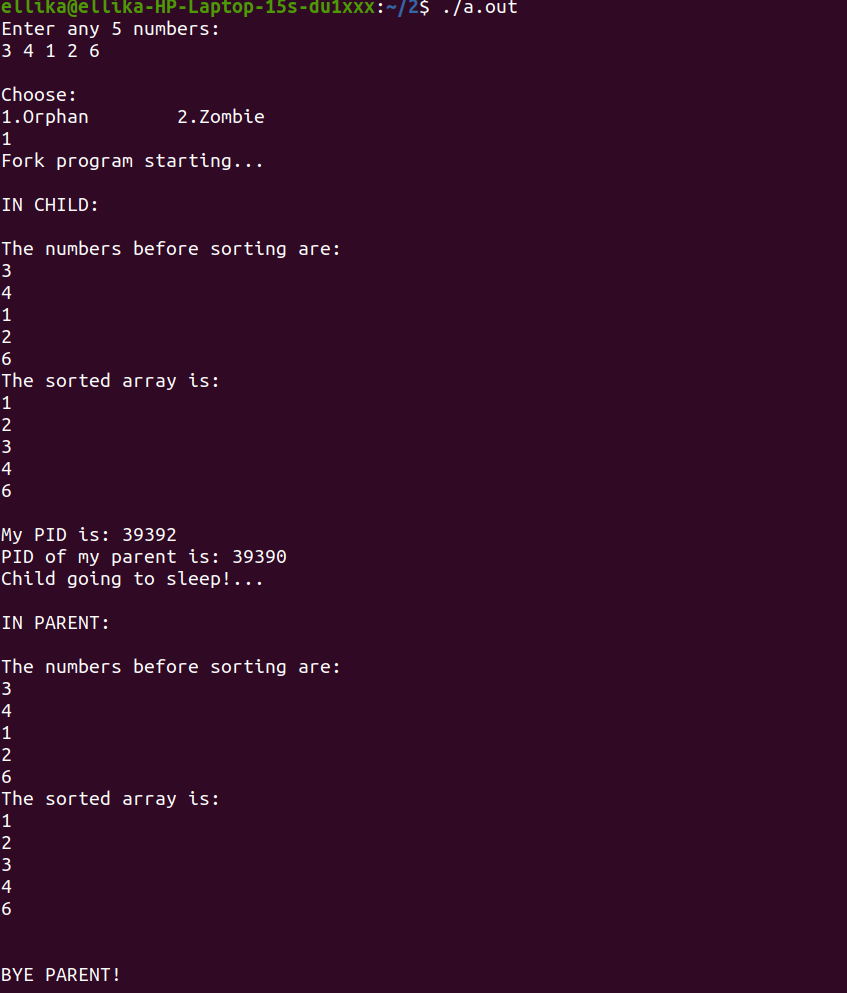 ellika@ellika-HP-Laptop-15s-du1xxx:~/2$ ./a.out
Enter any 5 numbers:
3 4 1 2 6
Choose:
1.Orphan        2.Zombie
1
Fork program starting...
IN CHILD:
The numbers before sorting are:
3
4
1
2
6
The sorted array is:
1
2
3
4
6
My PID is: 39392
PID of my parent is: 39390
Child going to sleep!...
IN PARENT:
The numbers before sorting are:
3
4
1
2
6
The sorted array is:
1
2
3
4
6
BYE PARENT!